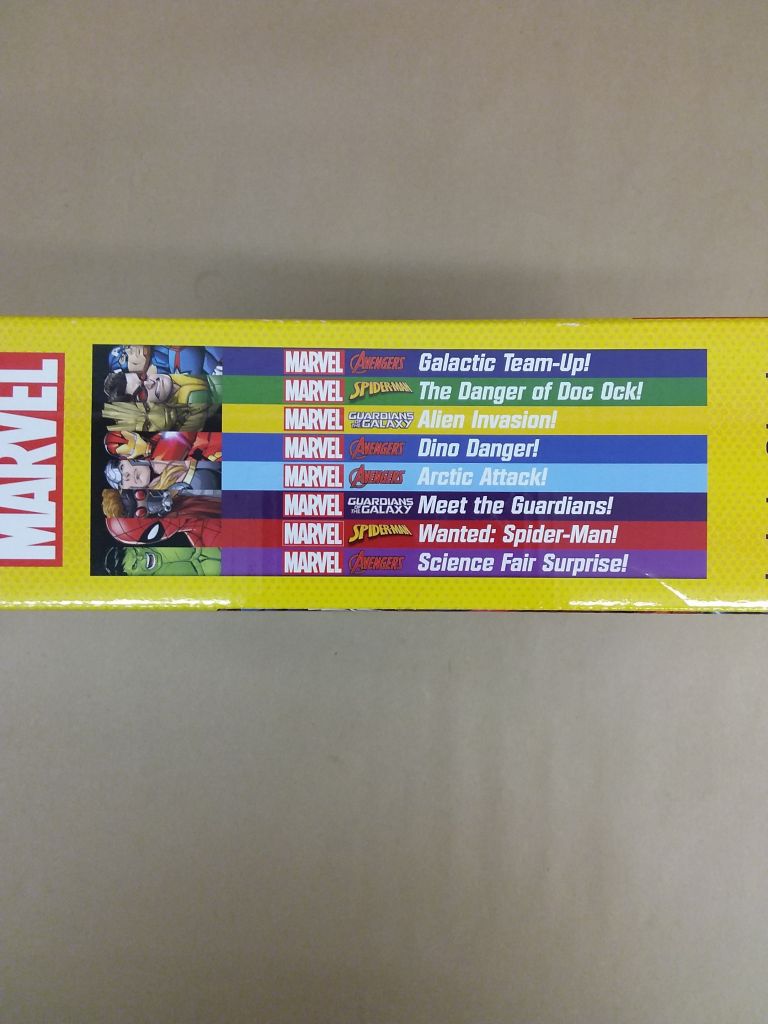 MARVEL
MARVEL AVENGERS Galactic Team-Up!
MARVEL SPIDER-MAN The Danger of Doc Ock!
MARVEL GUARDIANS OF THE GALAXY Alien Invasion!
MARVEL AVENGERS Dino Danger!
MARVEL AVENGERS Arctic Attack!
MARVEL GUARDIANS OF THE GALAXY Meet the Guardians!
MARVEL SPIDER-MAN Wanted: Spider-Man!
MARVEL AVENGERS Science Fair Surprise!